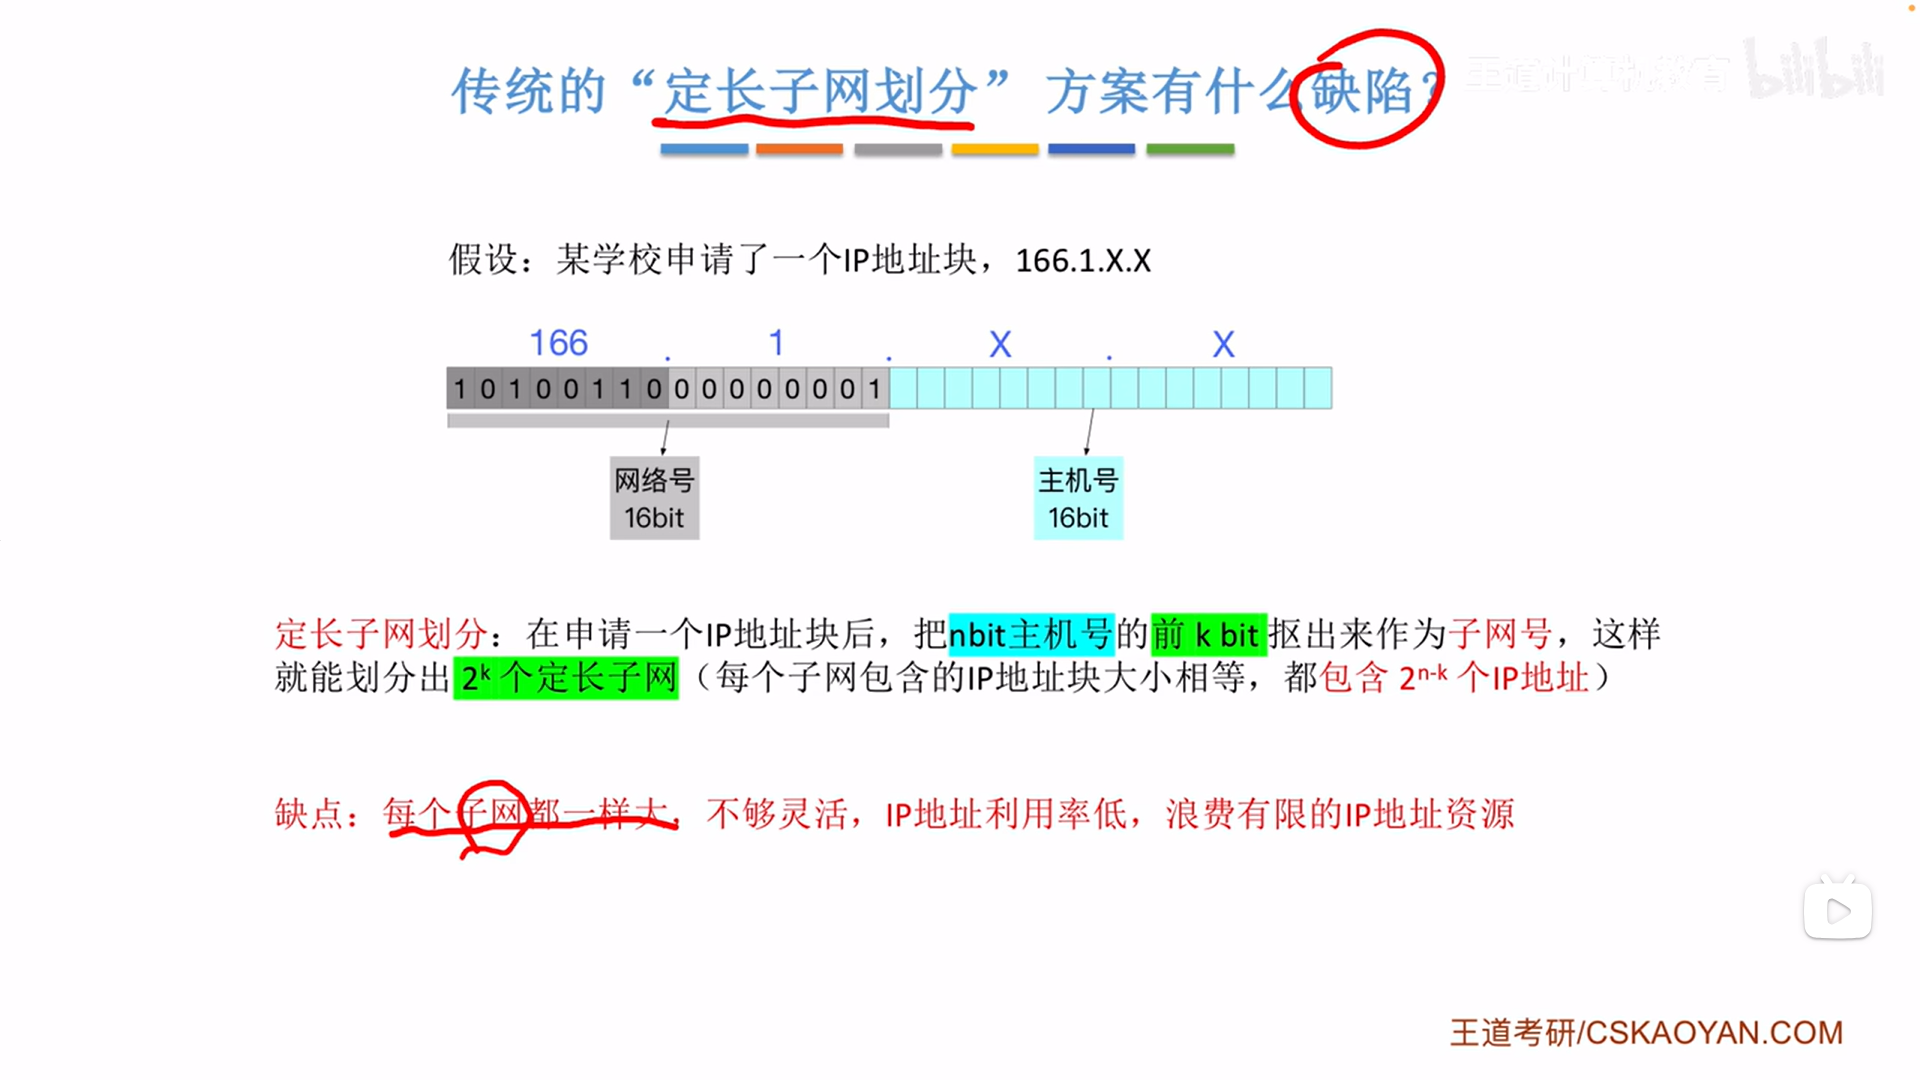 传统的“定长子网划分”方案有什么缺陷?
王道计算机教育 bilibili
假设：某学校申请了一个IP地址块，166.1.X.X
166 . 1 . X . X
1 0 1 0 0 1 1 0 0 0 0 0 0 0 0 1
网络号
16bit
主机号
16bit
定长子网划分：在申请一个IP地址块后，把nbit主机号的前 k bit 抠出来作为子网号，这样
就能划分出 2ᵏ 个定长子网（每个子网包含的IP地址块大小相等，都包含 2ⁿ⁻ᵏ 个IP地址）
缺点：每个子网都一样大，不够灵活，IP地址利用率低，浪费有限的IP地址资源
王道考研/CSKAOYAN.COM